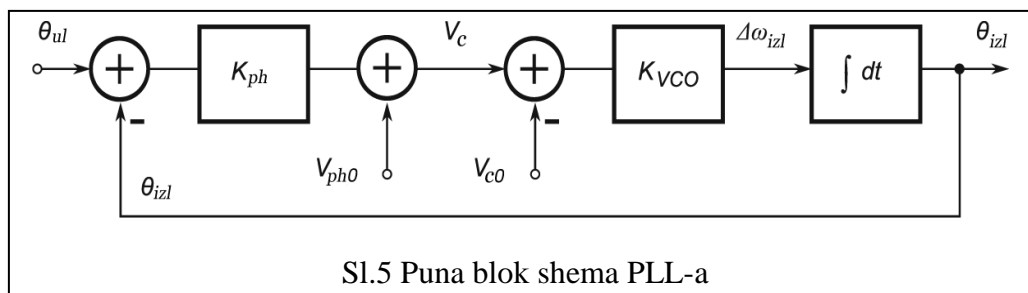 θul
+
-
Kph
+
Vph0
Vc
+
-
Vc0
KVCO
Δωizl
∫ dt
θizl
θizl
Sl.5 Puna blok shema PLL-a